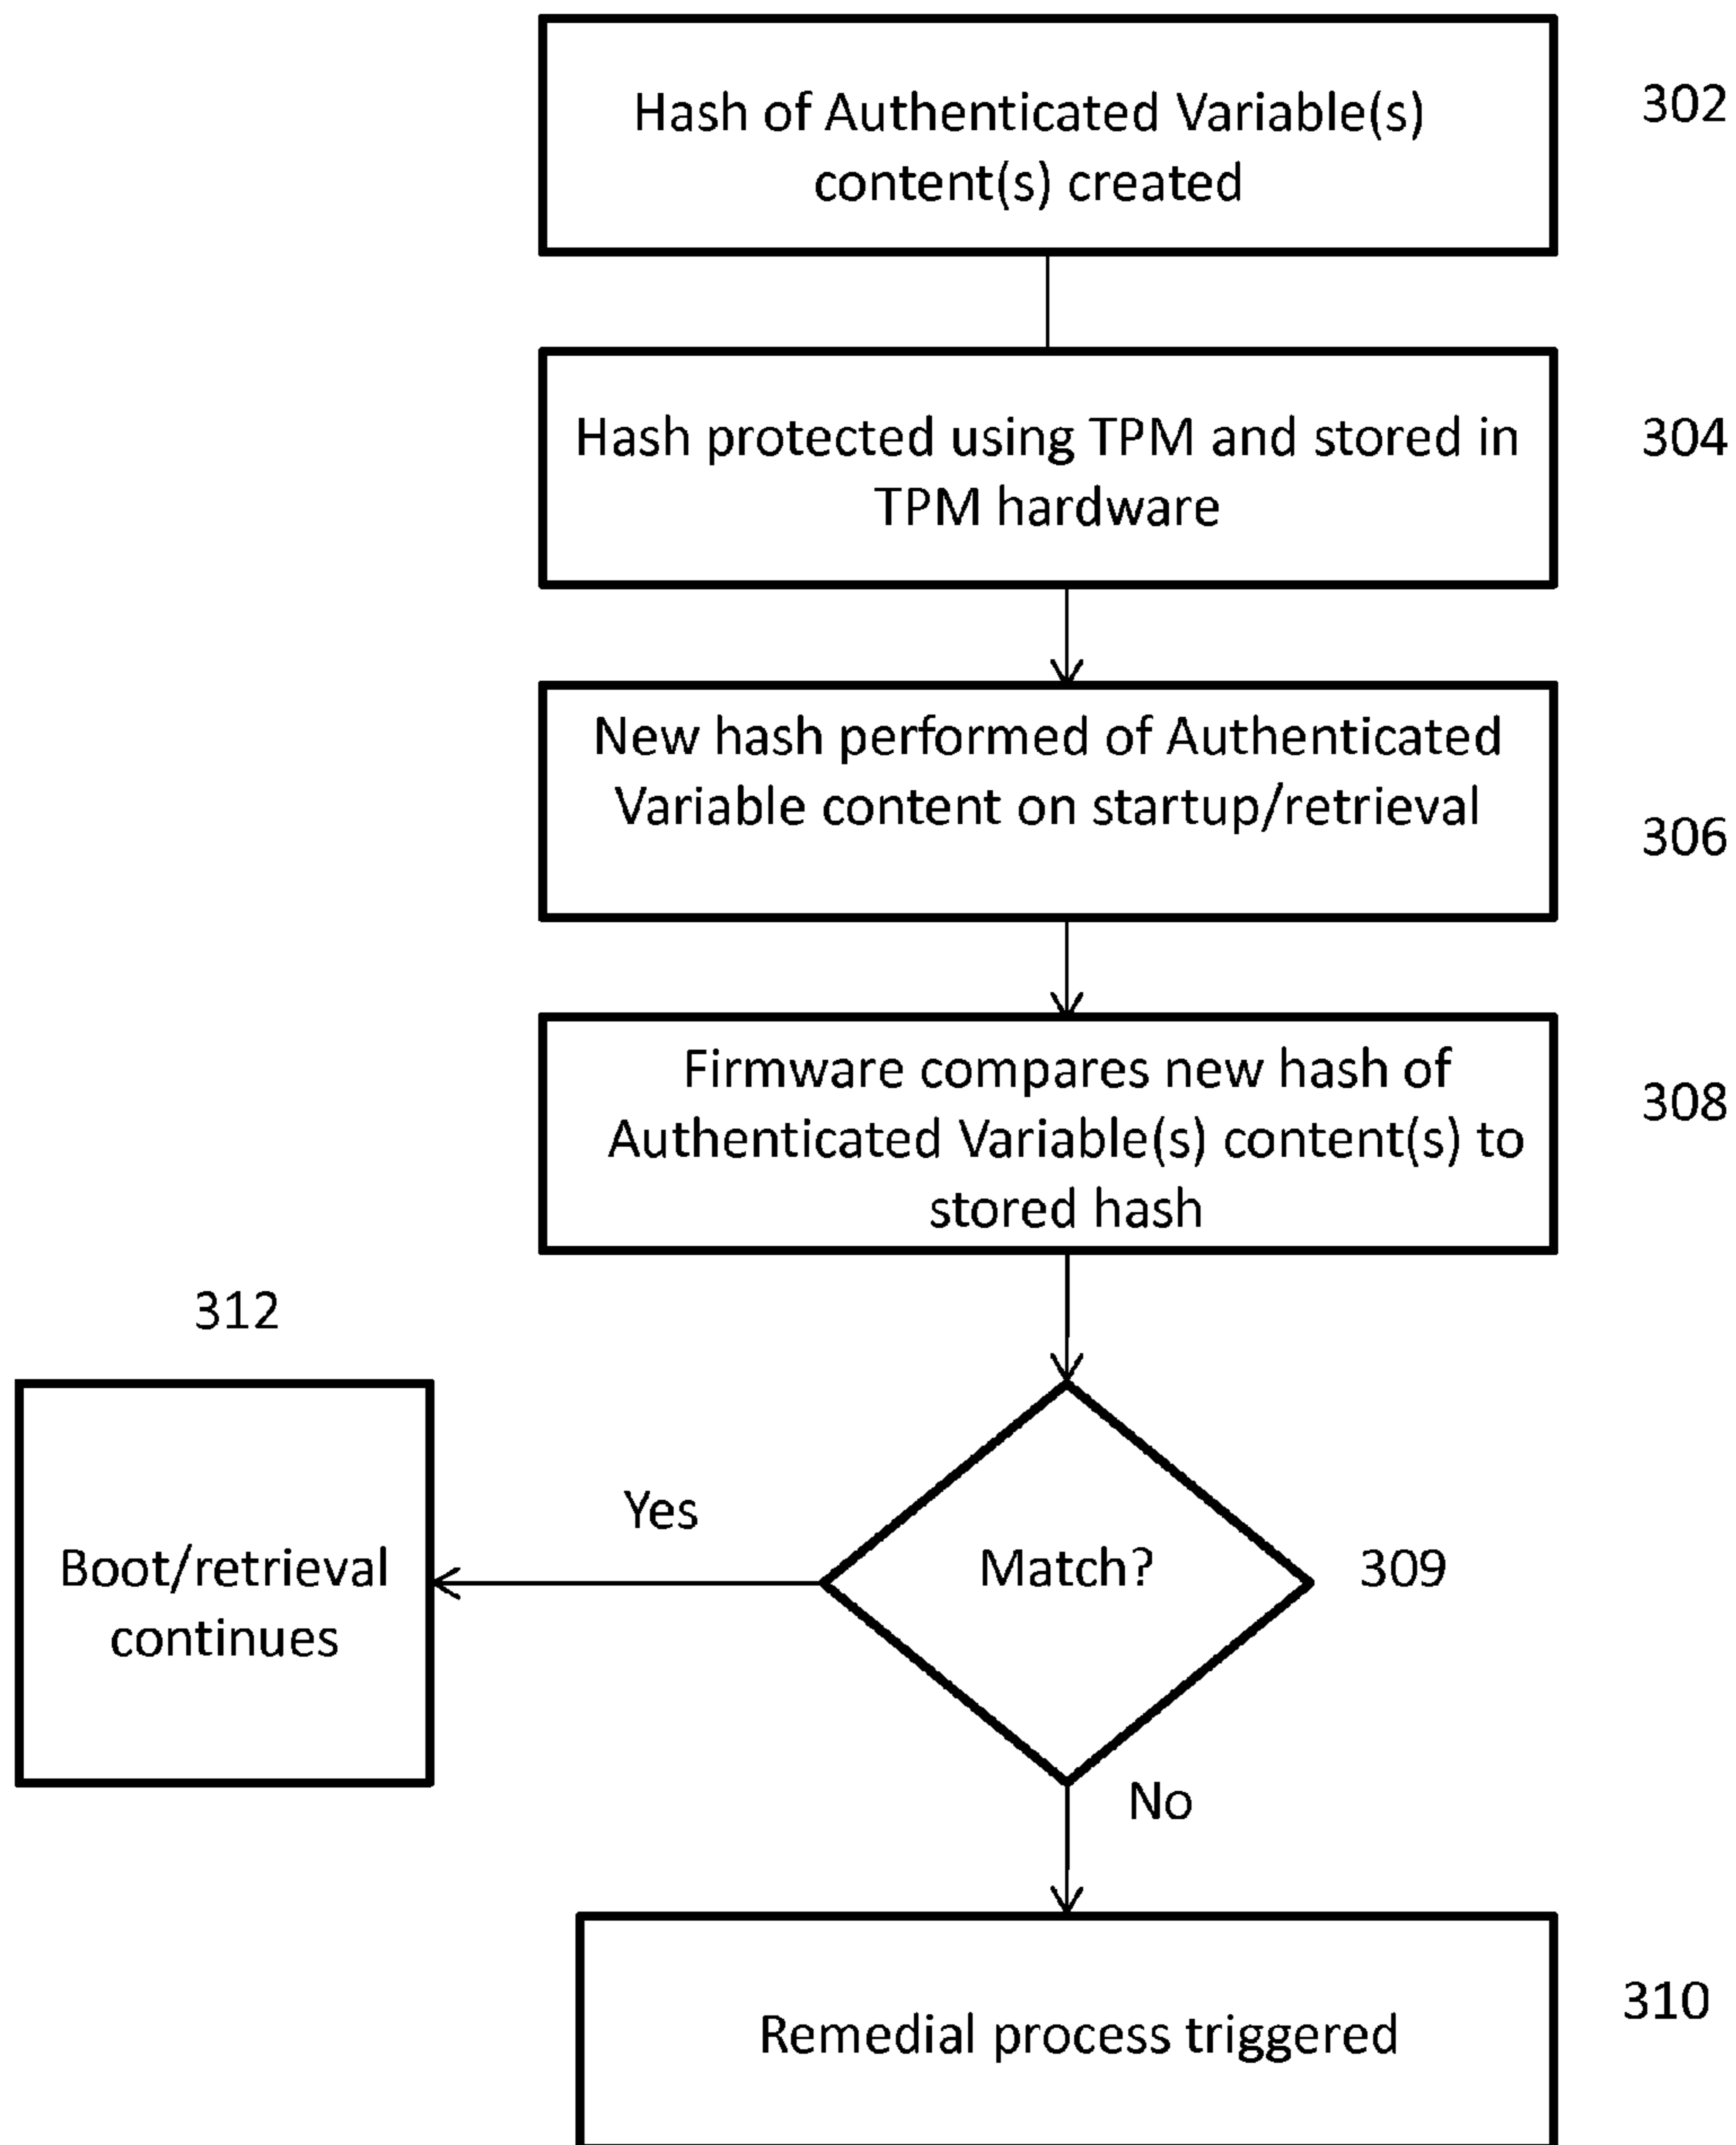 Hash of Authenticated Variable(s)
content(s) created
302
Hash protected using TPM and stored in
TPM hardware
304
New hash performed of Authenticated
Variable content on startup/retrieval
306
Firmware compares new hash of
Authenticated Variable(s) content(s) to
stored hash
308
312
Boot/retrieval
continues
Yes
Match?
309
No
Remedial process triggered
310